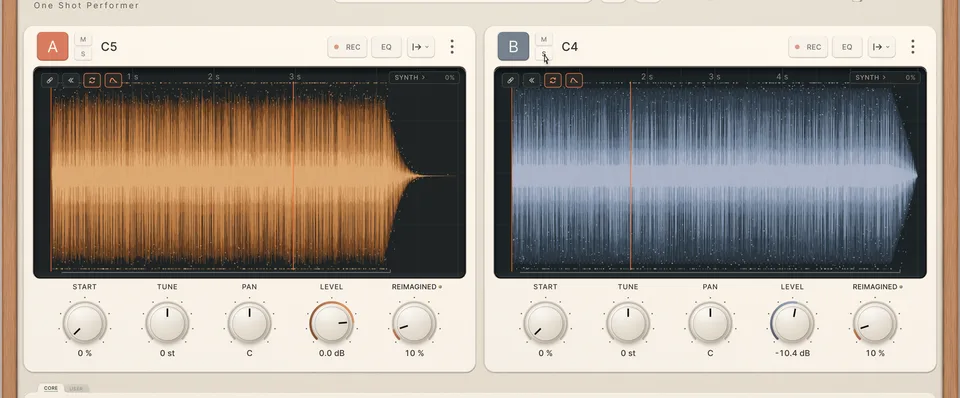 One Shot Performer
A M S C5 REC EQ
1 s 2 s 3 s SYNTH 0%
START TUNE PAN LEVEL REIMAGINED
0 % 0 st C 0.0 dB 10 %
B M S C4 REC EQ
2 s 3 s 4 s SYNTH 0%
START TUNE PAN LEVEL REIMAGINED
0 % 0 st C -10.4 dB 10 %
CORE